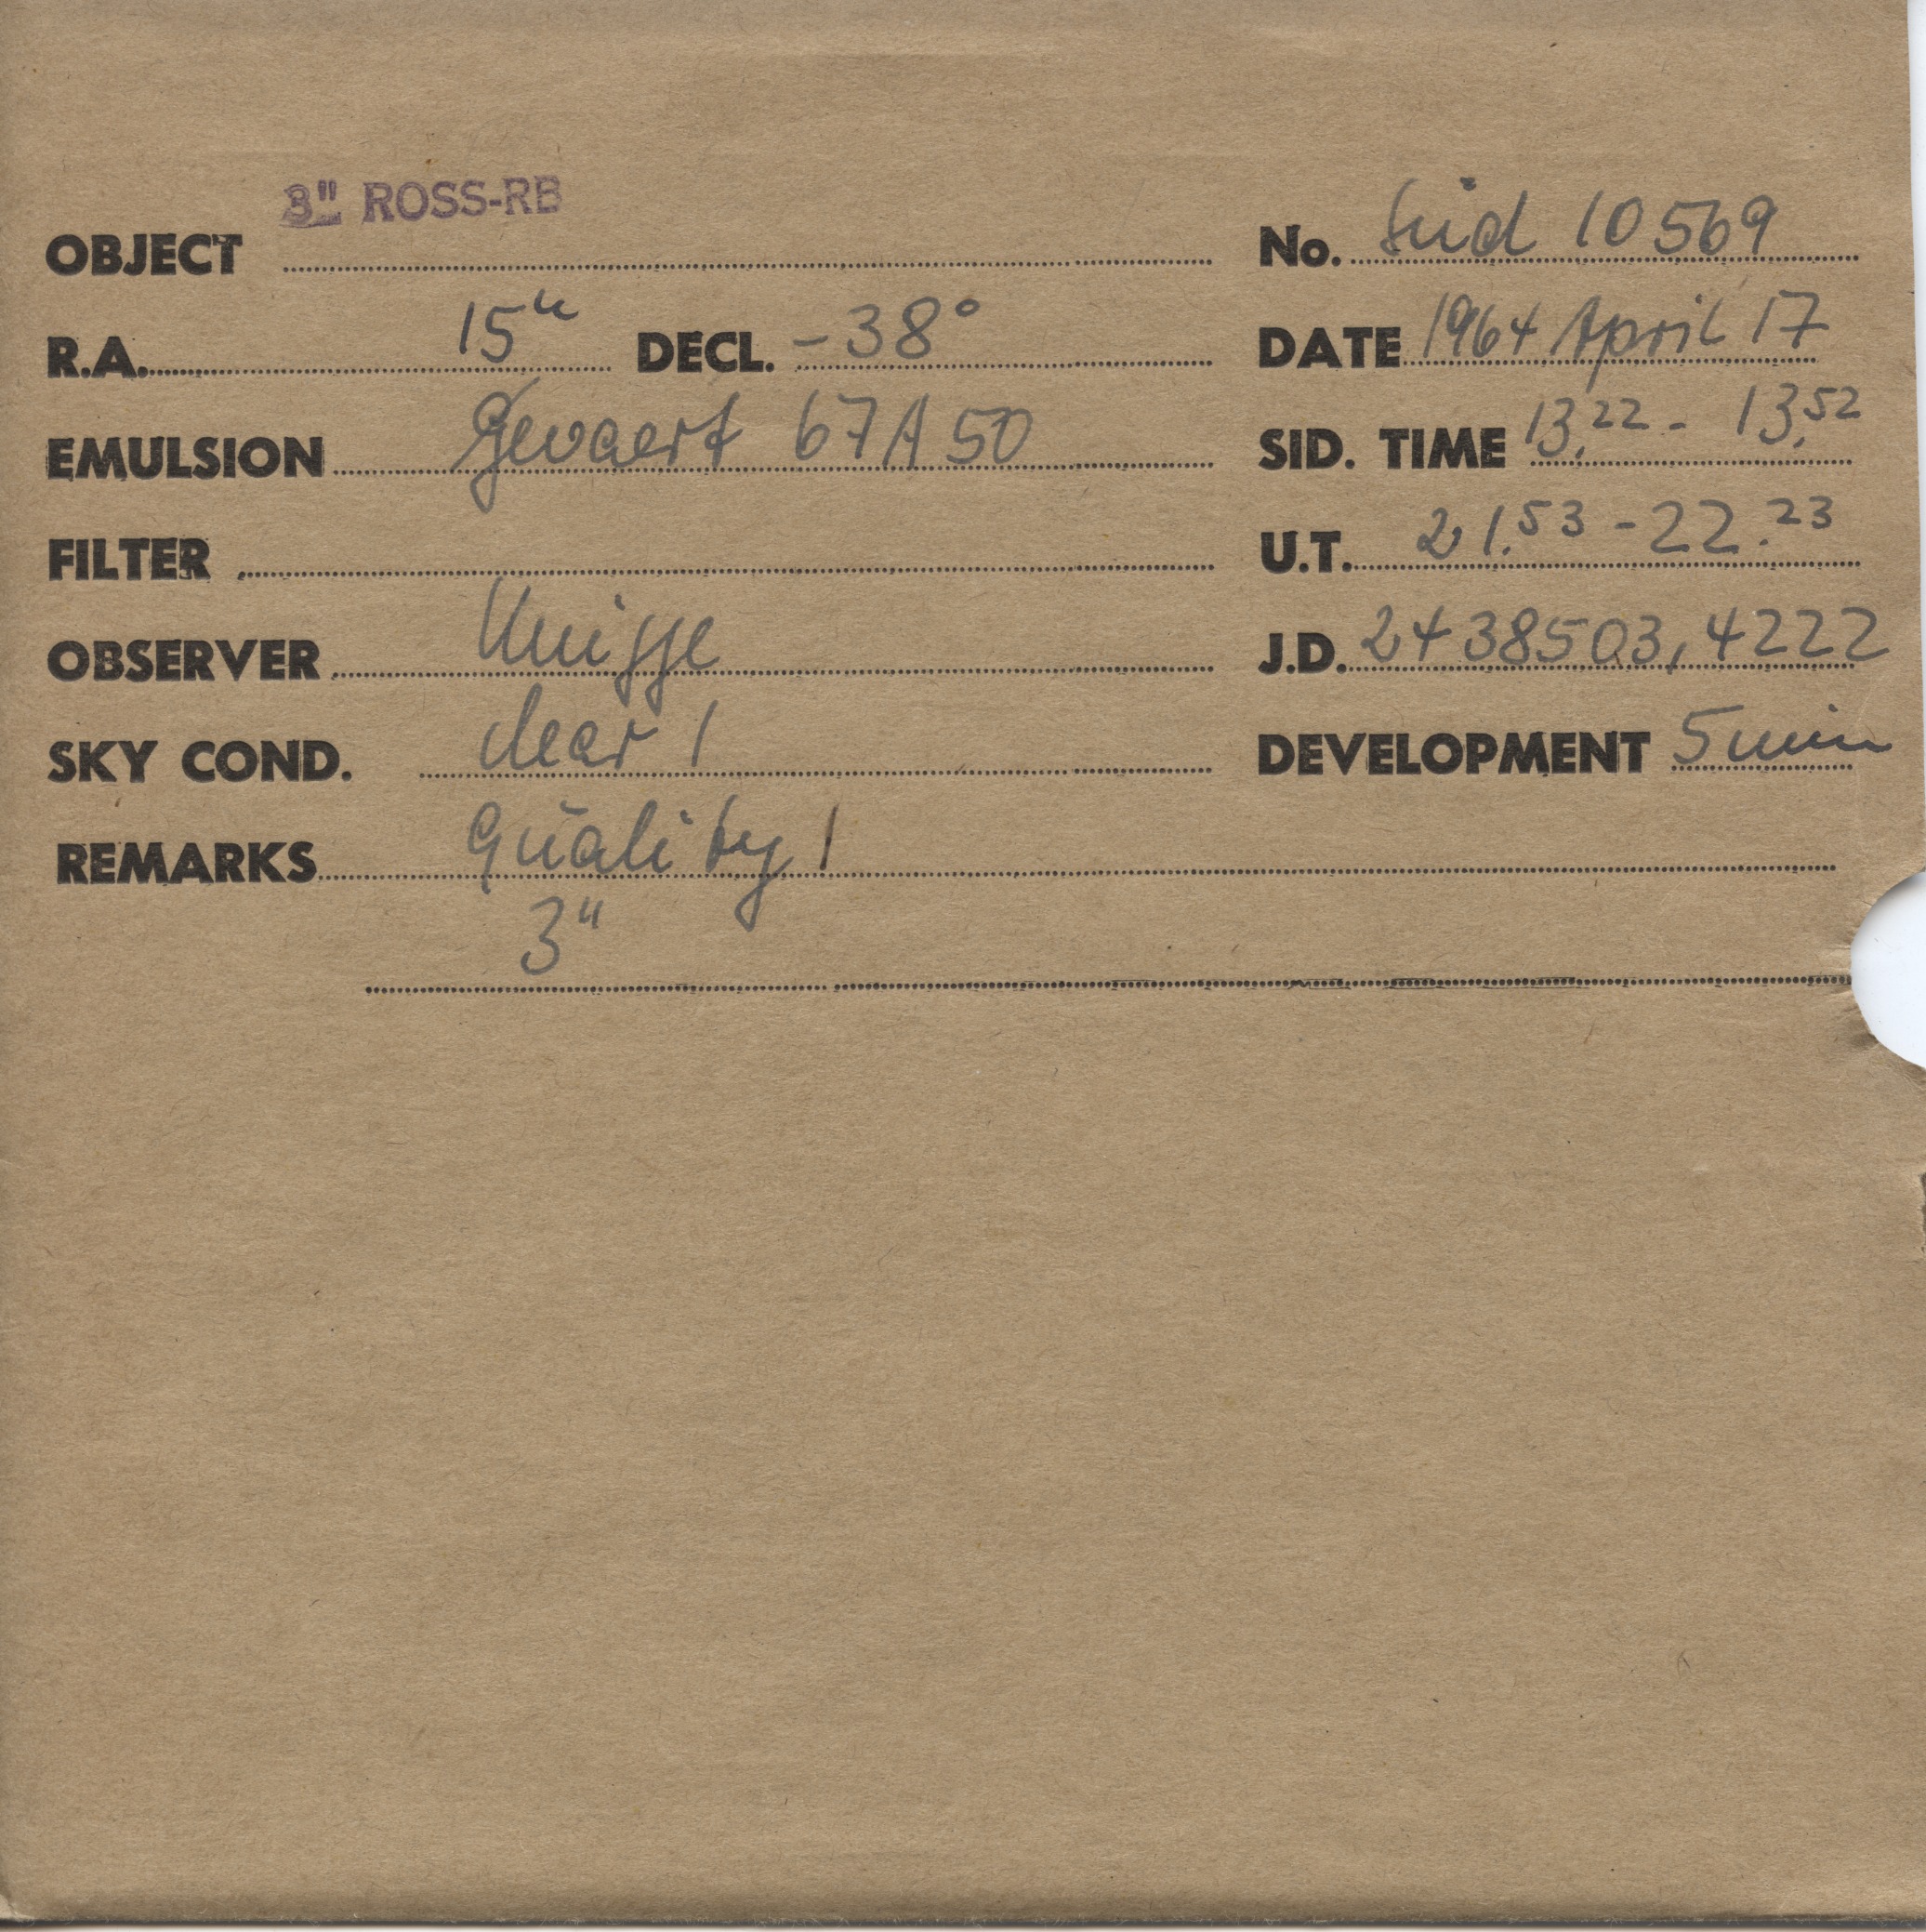 3" ROSS-RB
OBJECT No. Süd 10569
R.A. 15h DECL. -38° DATE 1964 April 17
EMULSION Gevaert 67A50 SID. TIME 13.22 - 13.52
FILTER U.T. 21.53 - 22.23
OBSERVER Knigge J.D. 2438503,4222
SKY COND. clear 1 DEVELOPMENT 5 min
REMARKS Quality 1
3"